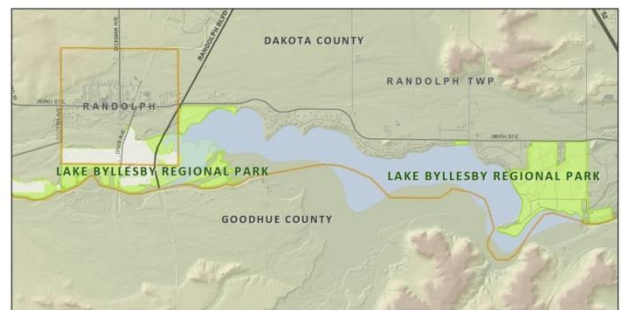 RANDOLPH BLVD
DAKOTA COUNTY
52
RANDOLPH TWP
RANDOLPH
280TH ST E
LAKE BYLLESBY REGIONAL PARK
LAKE BYLLESBY REGIONAL PARK
GOODHUE COUNTY